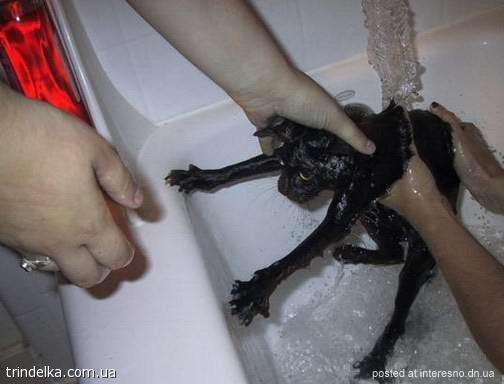 trindelka.com.ua
posted at interesno.dn.ua